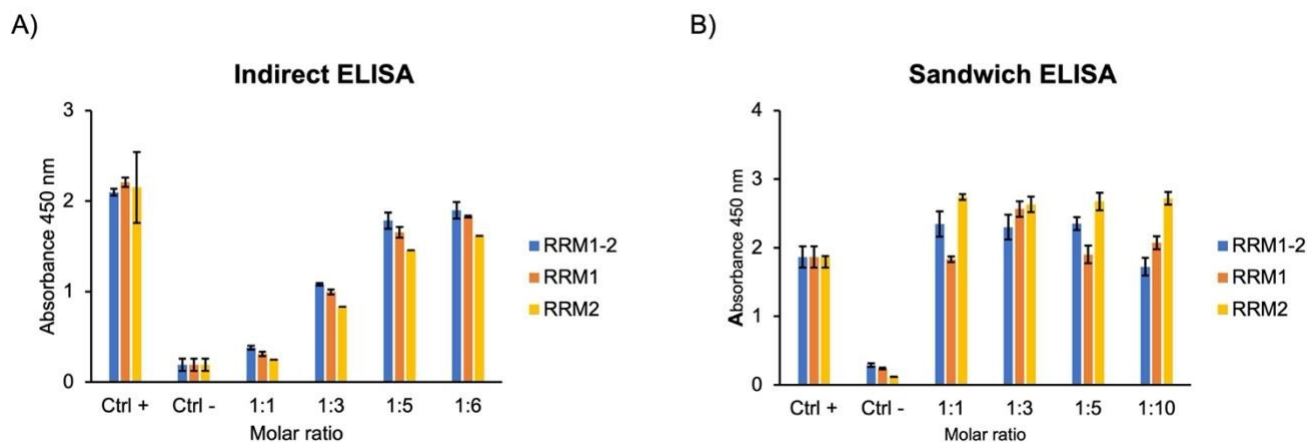 A)
Indirect ELISA
Absorbance 450 nm
3
2
1
0
Ctrl + Ctrl - 1:1 1:3 1:5 1:6
Molar ratio
RRM1-2
RRM1
RRM2
B)
Sandwich ELISA
Absorbance 450 nm
4
3
2
1
0
Ctrl + Ctrl - 1:1 1:3 1:5 1:10
Molar ratio
RRM1-2
RRM1
RRM2